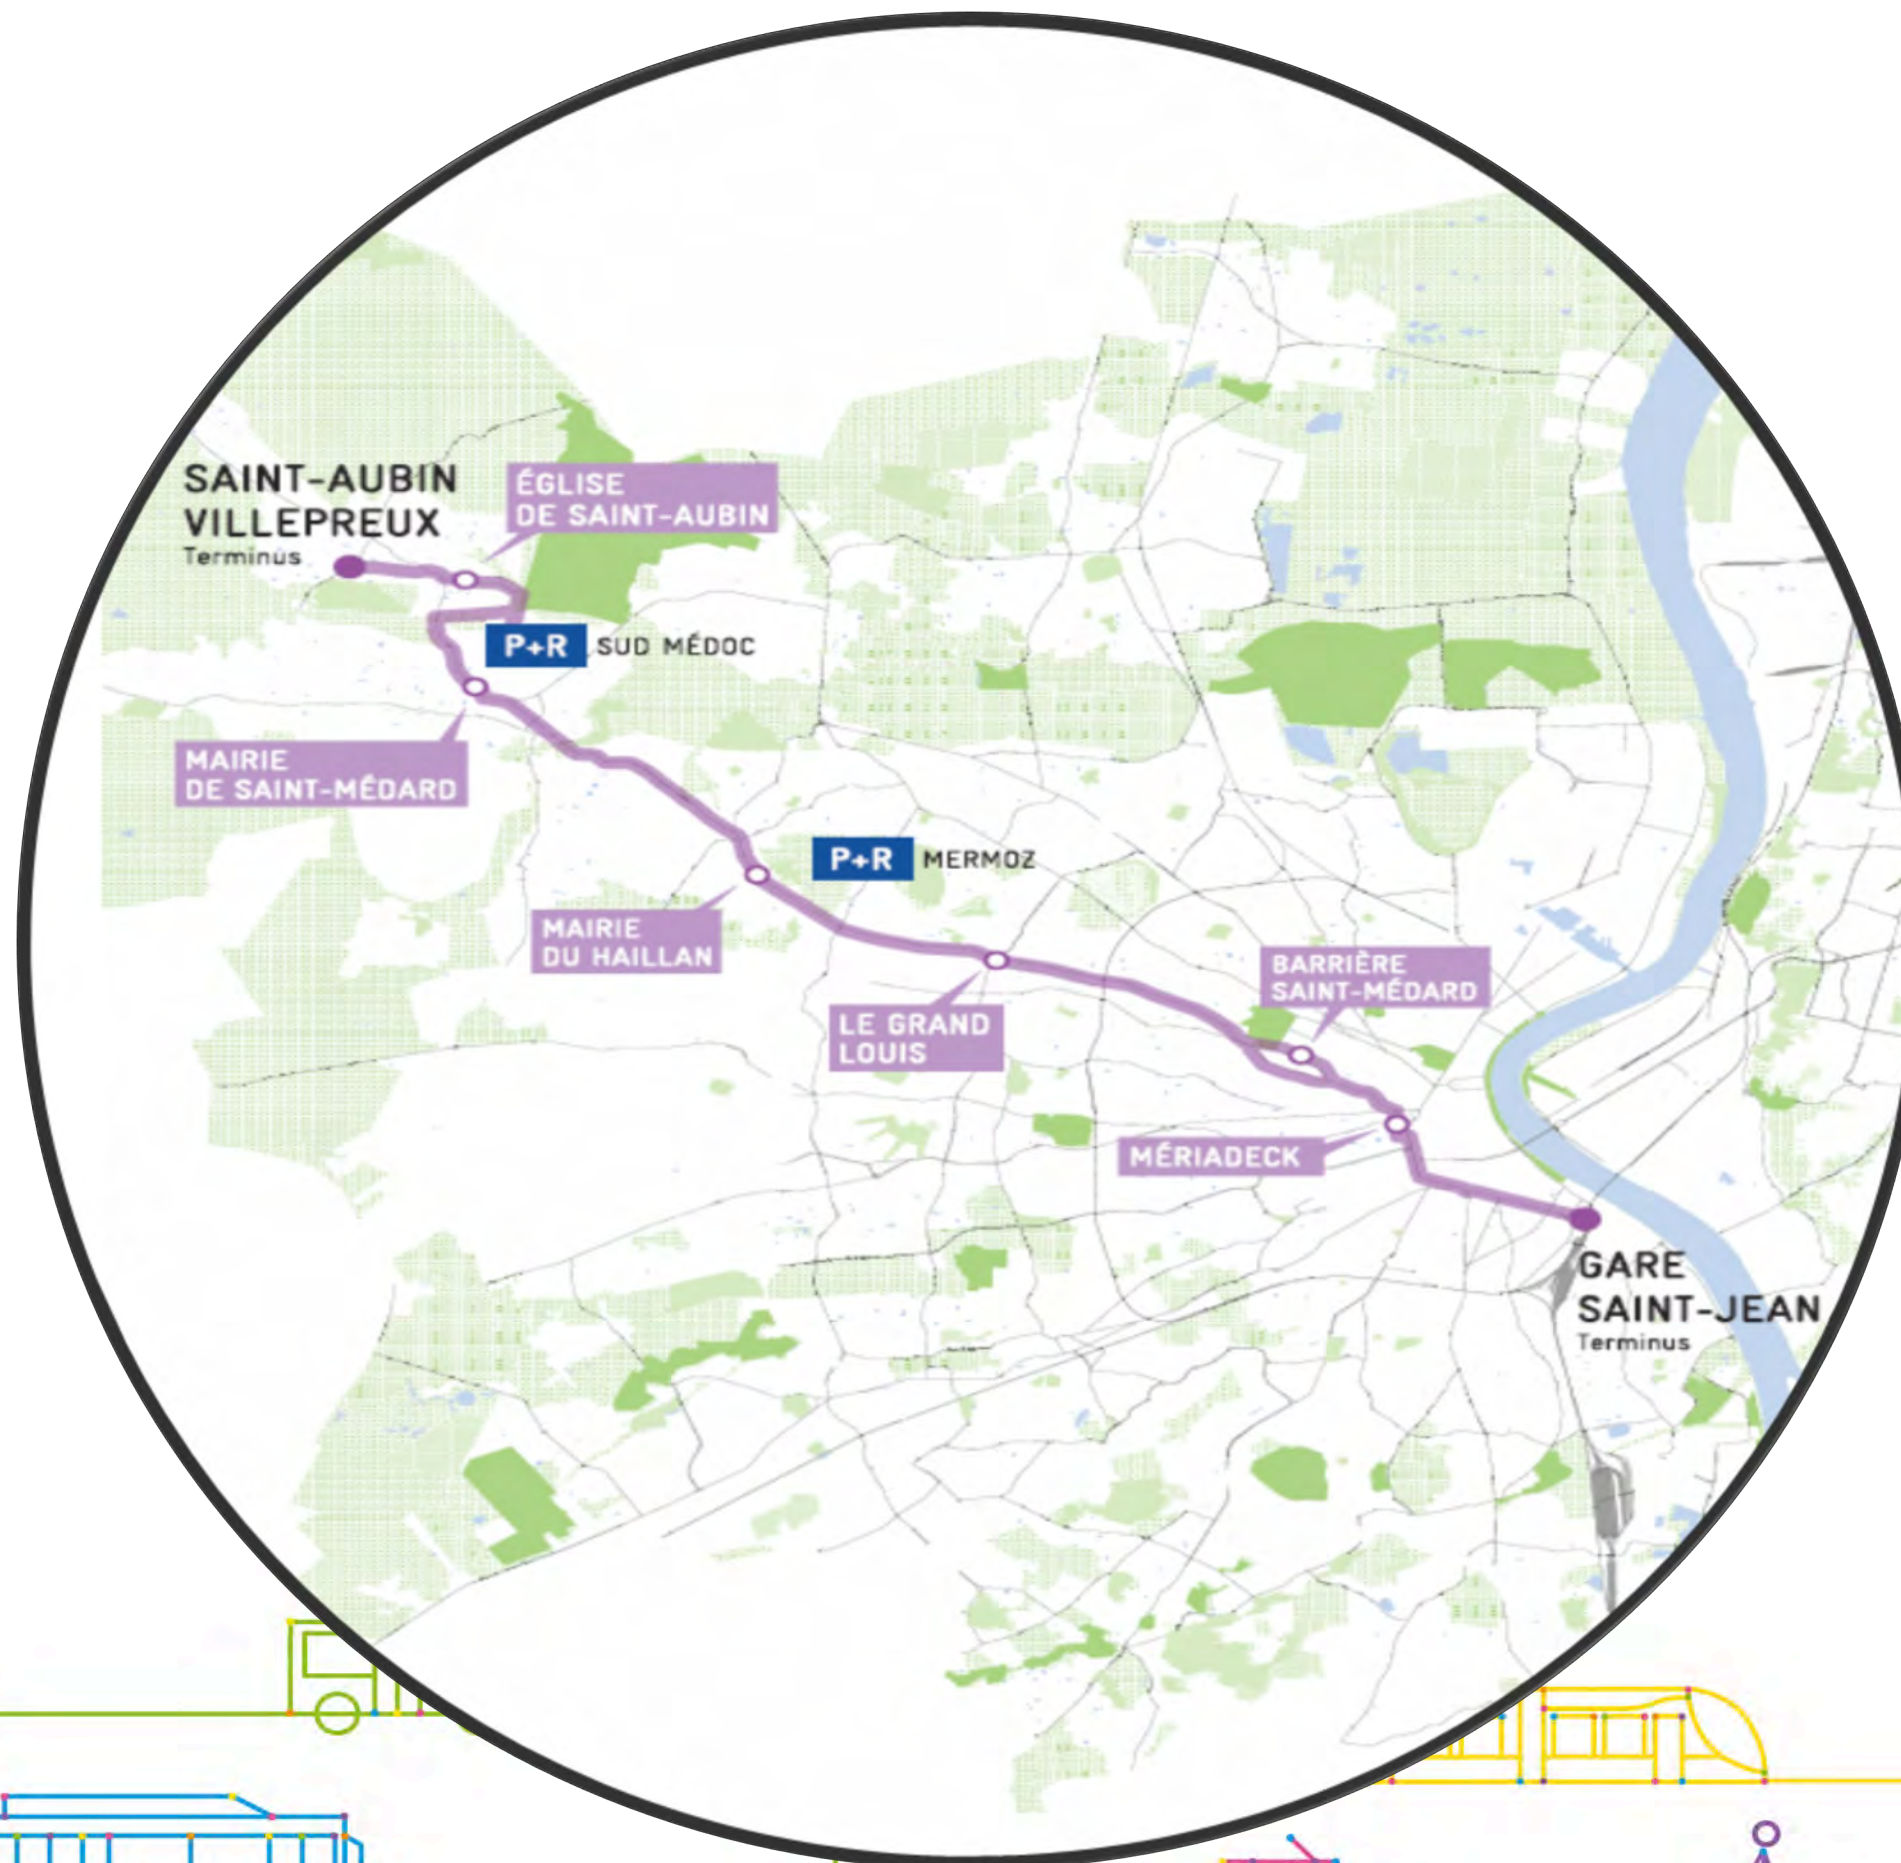 SAINT-AUBIN
VILLEPREUX
Terminus
ÉGLISE
DE SAINT-AUBIN
P+R SUD MÉDOC
MAIRIE
DE SAINT-MÉDARD
P+R MERMOZ
MAIRIE
DU HAILLAN
BARRIÈRE
SAINT-MÉDARD
LE GRAND
LOUIS
MÉRIADECK
GARE
SAINT-JEAN
Terminus